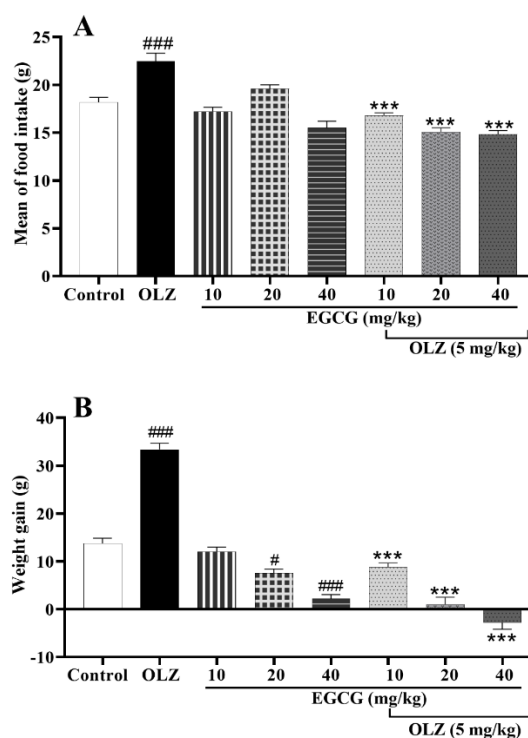 A
Mean of food intake (g)
25
20
15
10
5
0
###
*** *** ***
Control OLZ 10 20 40 10 20 40
EGCG (mg/kg)
OLZ (5 mg/kg)
B
Weight gain (g)
40
30
20
10
0
-10
###
# ### *** *** ***
Control OLZ 10 20 40 10 20 40
EGCG (mg/kg)
OLZ (5 mg/kg)